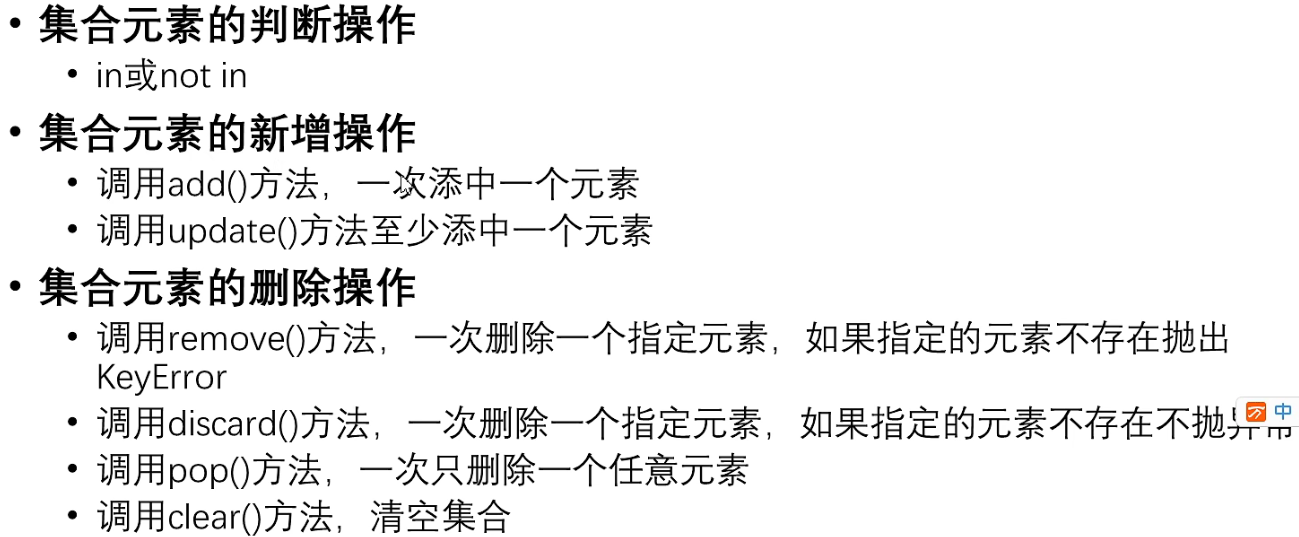 • 集合元素的判断操作
• in或not in
• 集合元素的新增操作
• 调用add()方法，一次添中一个元素
• 调用update()方法至少添中一个元素
• 集合元素的删除操作
• 调用remove()方法，一次删除一个指定元素，如果指定的元素不存在抛出
KeyError
• 调用discard()方法，一次删除一个指定元素，如果指定的元素不存在不抛异常
中
• 调用pop()方法，一次只删除一个任意元素
• 调用clear()方法，清空集合